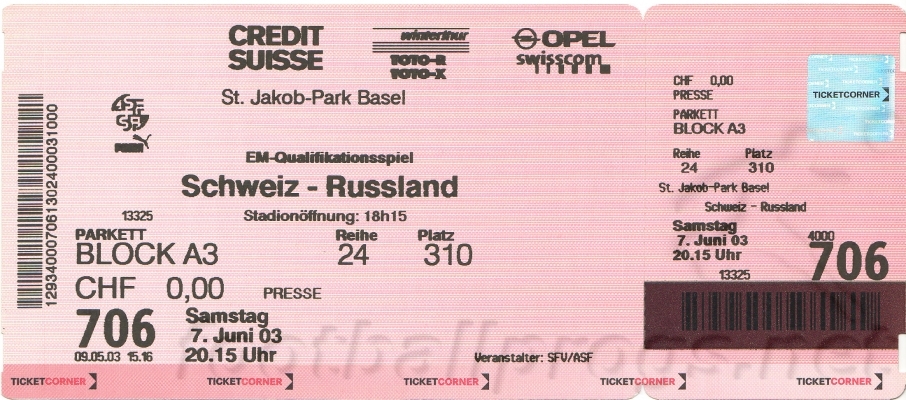 CREDIT SUISSE
winterthur
TOTO-R
TOTO-X
OPEL
swisscom
St. Jakob-Park Basel
ASF
SFV
PUMA
EM-Qualifikationsspiel
Schweiz - Russland
13325
Stadionöffnung: 18h15
PARKETT
Reihe
Platz
BLOCK A3
24
310
CHF 0,00
PRESSE
706
Samstag
7. Juni 03
09.05.03 15.16
20.15 Uhr
Veranstalter: SFV/ASF
129340007061302400031000
TICKETCORNER
TICKETCORNER
TICKETCORNER
TICKETCORNER
CHF 0,00
PRESSE
TICKETCORNER
PARKETT
BLOCK A3
Reihe
Platz
24
310
St. Jakob-Park Basel
Schweiz - Russland
Samstag
7. Juni 03
4000
20.15 Uhr
706
13325
TICKETCORNER
footballprogs.net